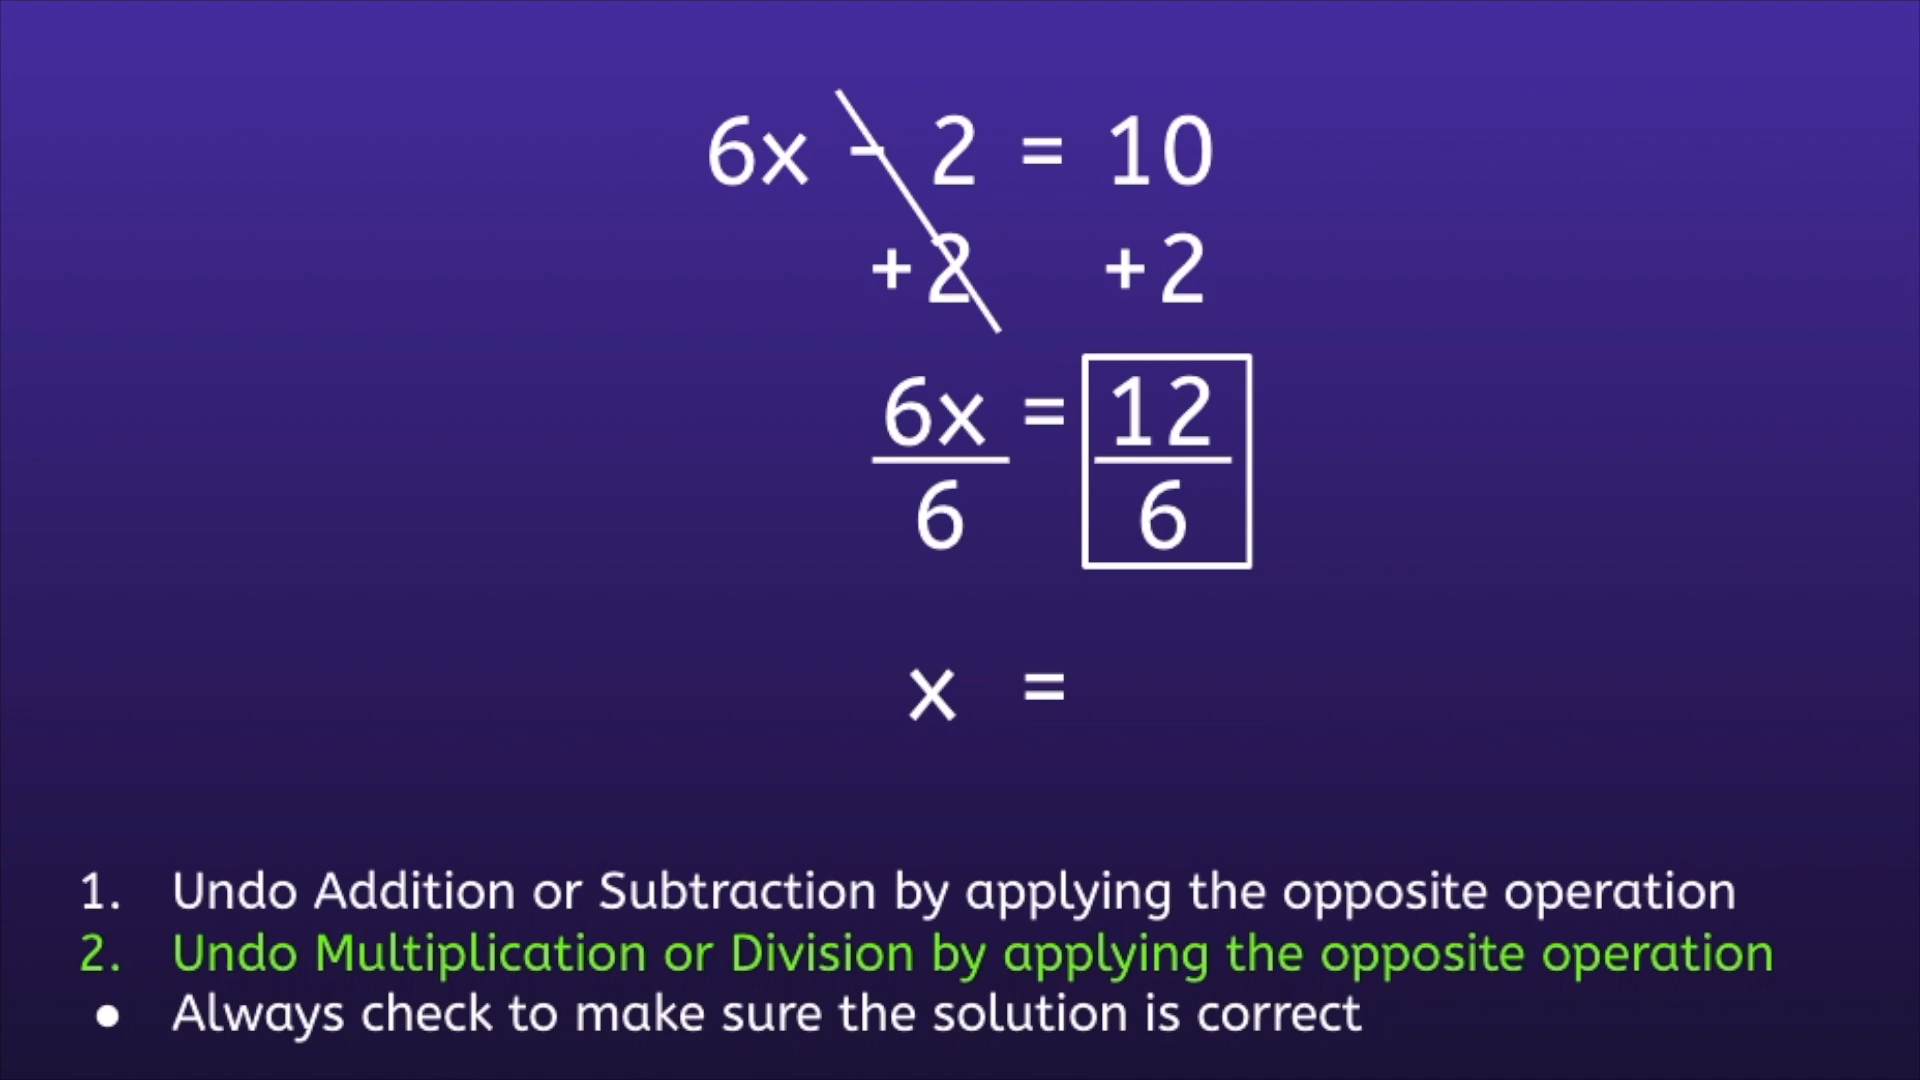 6x - 2 = 10
+2 +2
6x = 12
6 6
x =
1. Undo Addition or Subtraction by applying the opposite operation
2. Undo Multiplication or Division by applying the opposite operation
● Always check to make sure the solution is correct